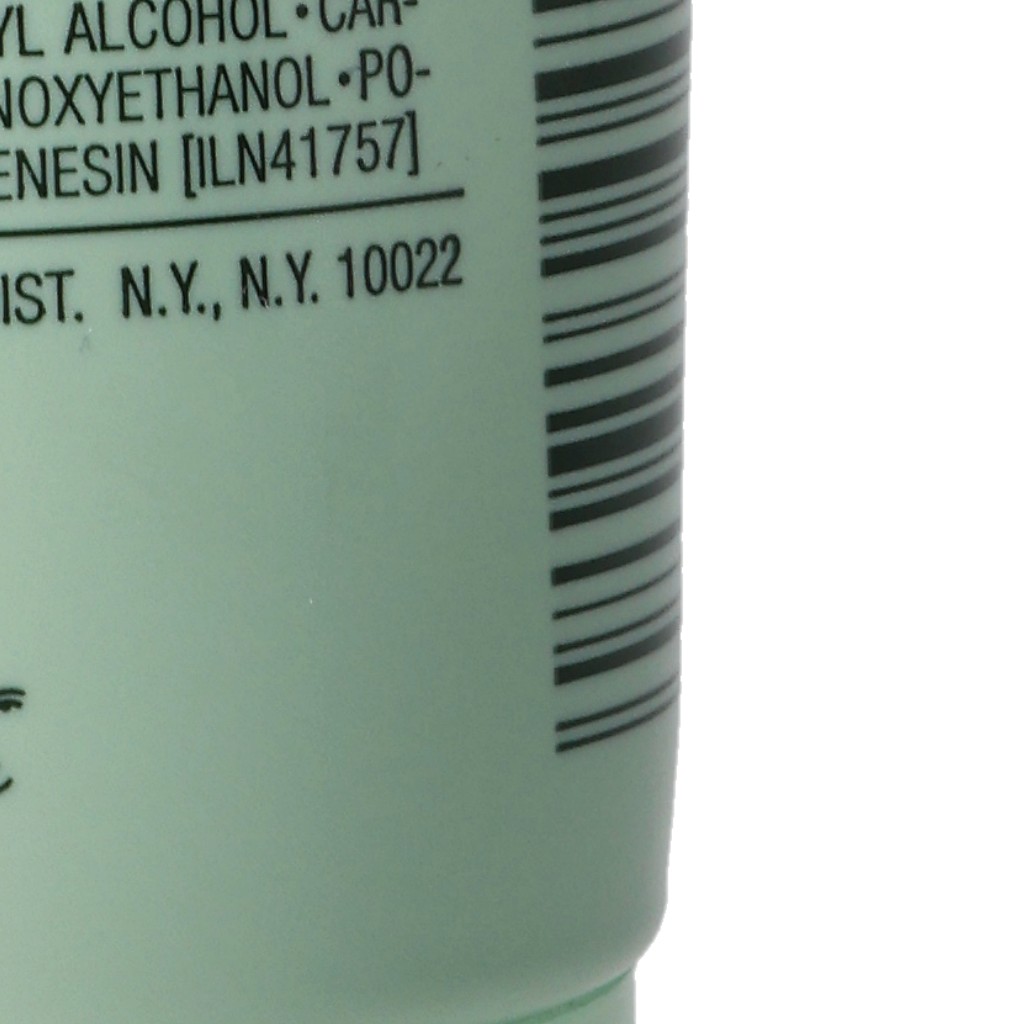 YL ALCOHOL•CAR-
NOXYETHANOL•PO-
ENESIN [ILN41757]
IST. N.Y., N.Y. 10022